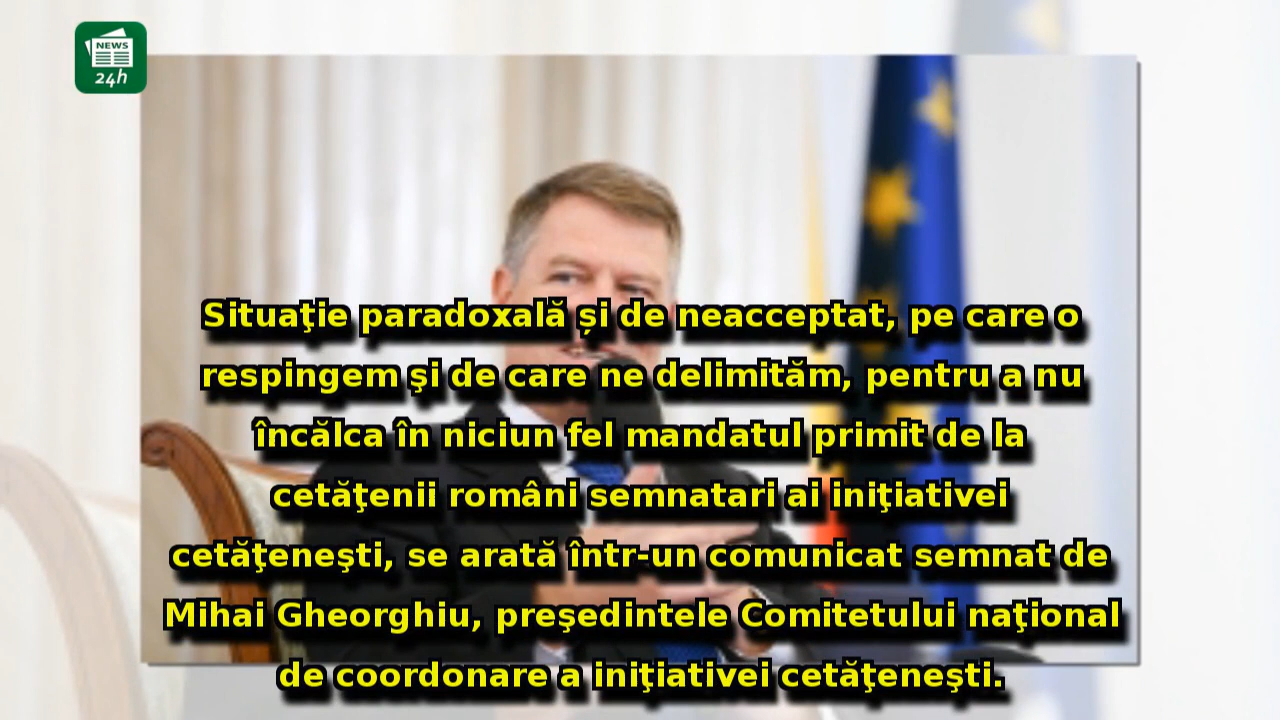 NEWS
24h
Situaţie paradoxală și de neacceptat, pe care o
respingem şi de care ne delimităm, pentru a nu
încălca în niciun fel mandatul primit de la
cetăţenii români semnatari ai iniţiativei
cetăţeneşti, se arată într-un comunicat semnat de
Mihai Gheorghiu, preşedintele Comitetului naţional
de coordonare a iniţiativei cetăţeneşti.